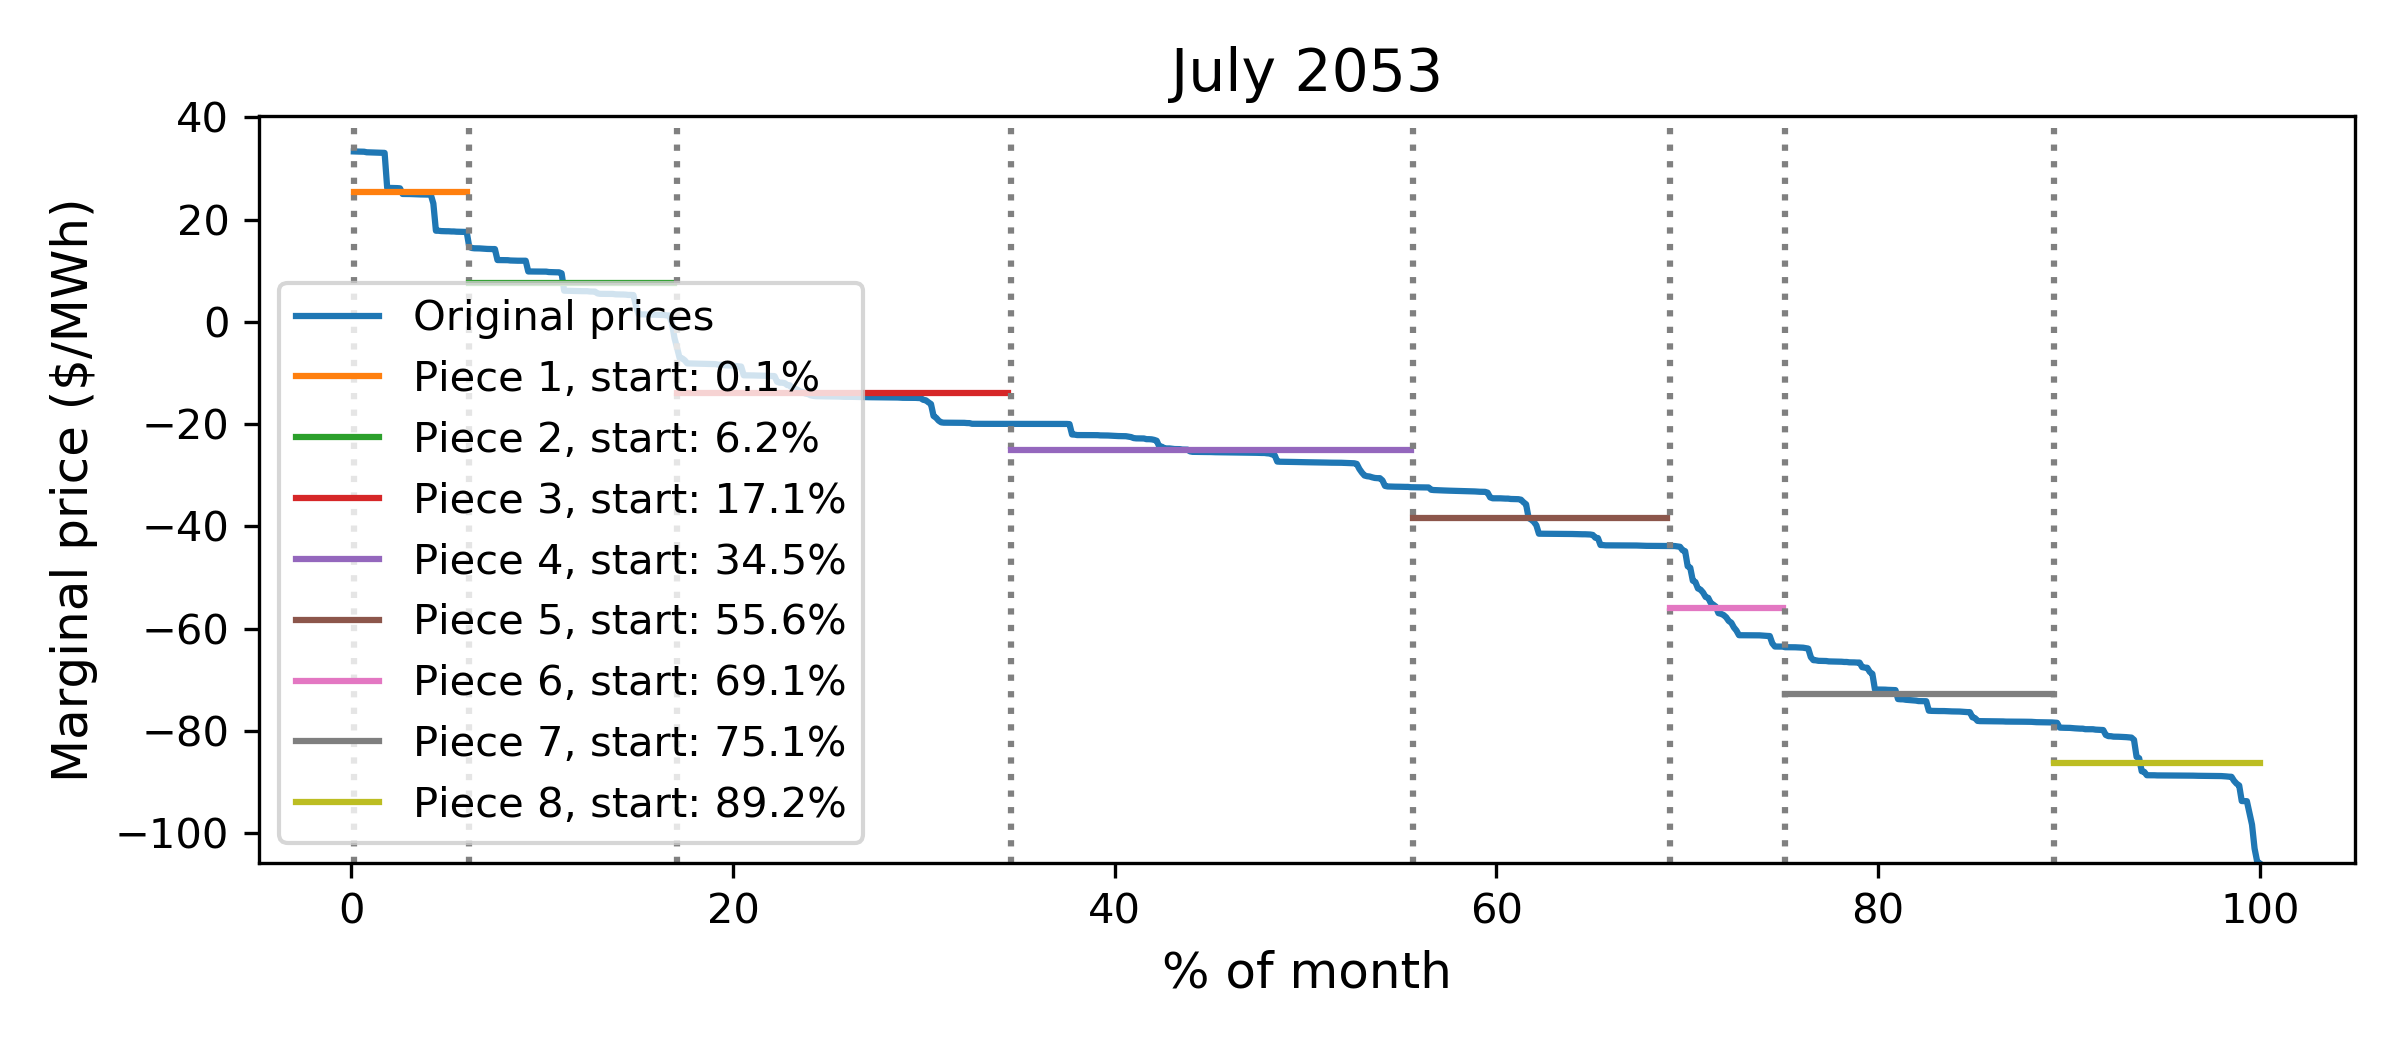 July 2053
Marginal price ($/MWh)
40
20
0
−20
−40
−60
−80
−100
Original prices
Piece 1, start: 0.1%
Piece 2, start: 6.2%
Piece 3, start: 17.1%
Piece 4, start: 34.5%
Piece 5, start: 55.6%
Piece 6, start: 69.1%
Piece 7, start: 75.1%
Piece 8, start: 89.2%
0 20 40 60 80 100
% of month